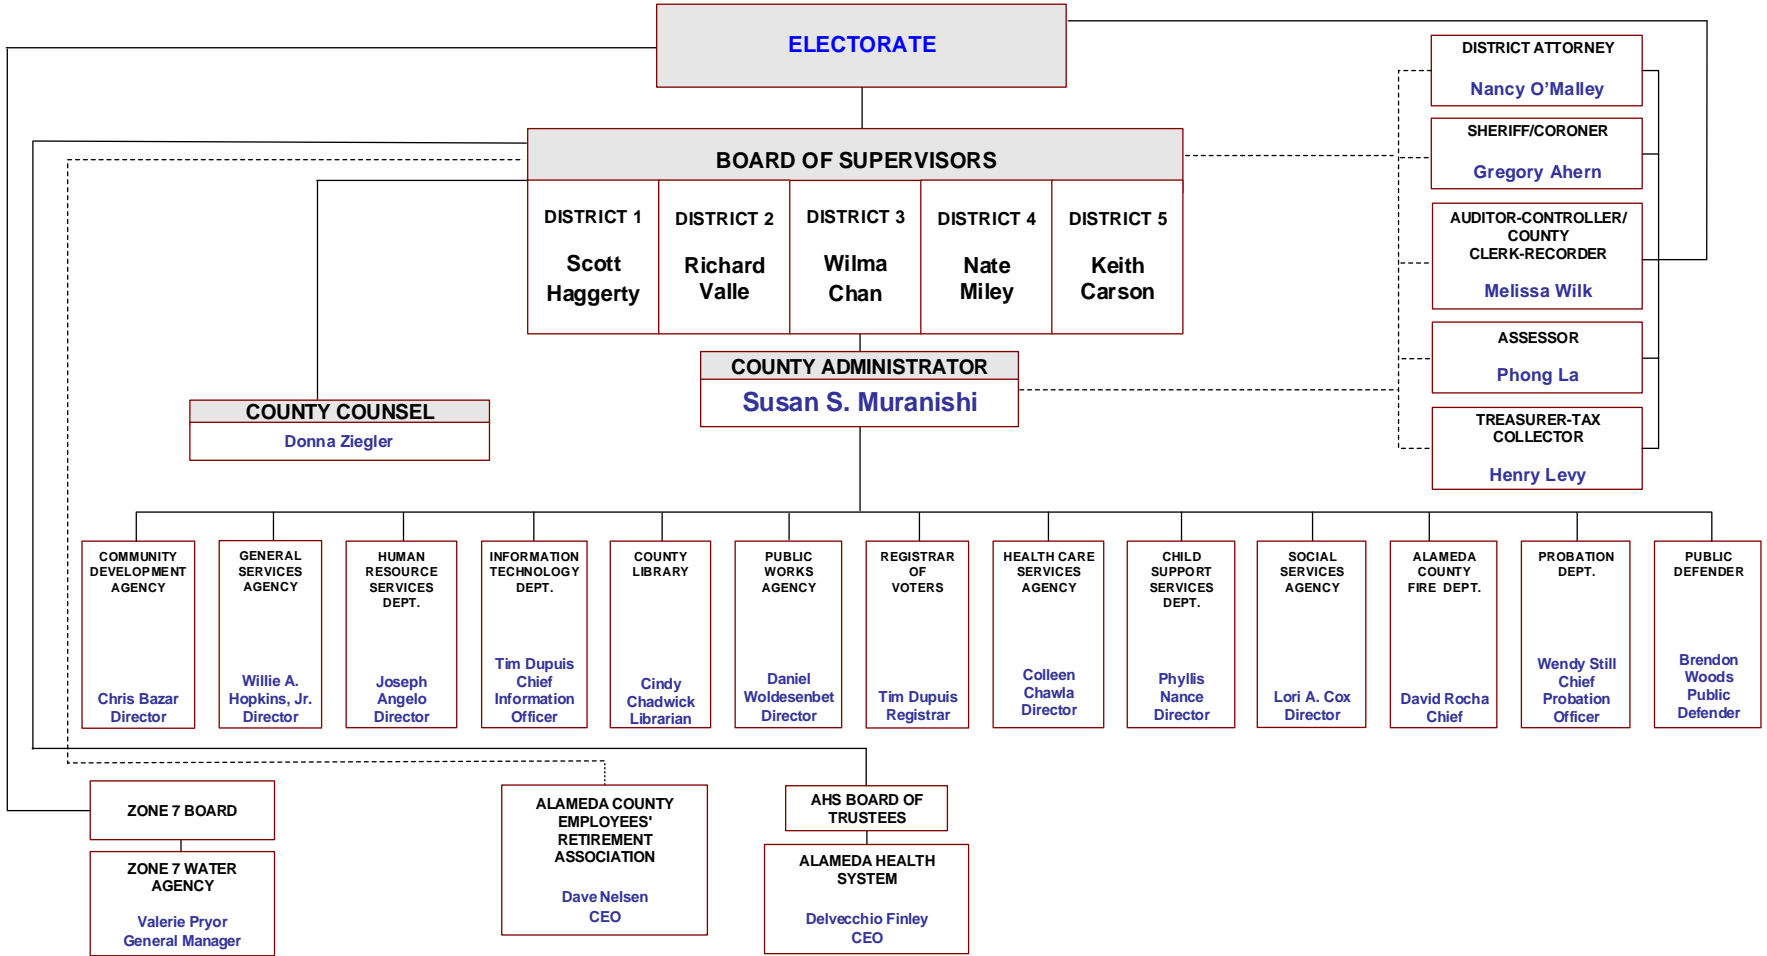 ELECTORATE
DISTRICT ATTORNEY
Nancy O’Malley
SHERIFF/CORONER
Gregory Ahern
AUDITOR-CONTROLLER/
COUNTY
CLERK-RECORDER
Melissa Wilk
ASSESSOR
Phong La
TREASURER-TAX
COLLECTOR
Henry Levy
BOARD OF SUPERVISORS
DISTRICT 1
Scott
Haggerty
DISTRICT 2
Richard
Valle
DISTRICT 3
Wilma
Chan
DISTRICT 4
Nate
Miley
DISTRICT 5
Keith
Carson
COUNTY ADMINISTRATOR
Susan S. Muranishi
COUNTY COUNSEL
Donna Ziegler
COMMUNITY
DEVELOPMENT
AGENCY
Chris Bazar
Director
GENERAL
SERVICES
AGENCY
Willie A.
Hopkins, Jr.
Director
HUMAN
RESOURCE
SERVICES
DEPT.
Joseph
Angelo
Director
INFORMATION
TECHNOLOGY
DEPT.
Tim Dupuis
Chief
Information
Officer
COUNTY
LIBRARY
Cindy
Chadwick
Librarian
PUBLIC
WORKS
AGENCY
Daniel
Woldesenbet
Director
REGISTRAR
OF
VOTERS
Tim Dupuis
Registrar
HEALTH CARE
SERVICES
AGENCY
Colleen
Chawla
Director
CHILD
SUPPORT
SERVICES
DEPT.
Phyllis
Nance
Director
SOCIAL
SERVICES
AGENCY
Lori A. Cox
Director
ALAMEDA
COUNTY
FIRE DEPT.
David Rocha
Chief
PROBATION
DEPT.
Wendy Still
Chief
Probation
Officer
PUBLIC
DEFENDER
Brendon
Woods
Public
Defender
ZONE 7 BOARD
ZONE 7 WATER
AGENCY
Valerie Pryor
General Manager
ALAMEDA COUNTY
EMPLOYEES'
RETIREMENT
ASSOCIATION
Dave Nelsen
CEO
AHS BOARD OF
TRUSTEES
ALAMEDA HEALTH
SYSTEM
Delvecchio Finley
CEO